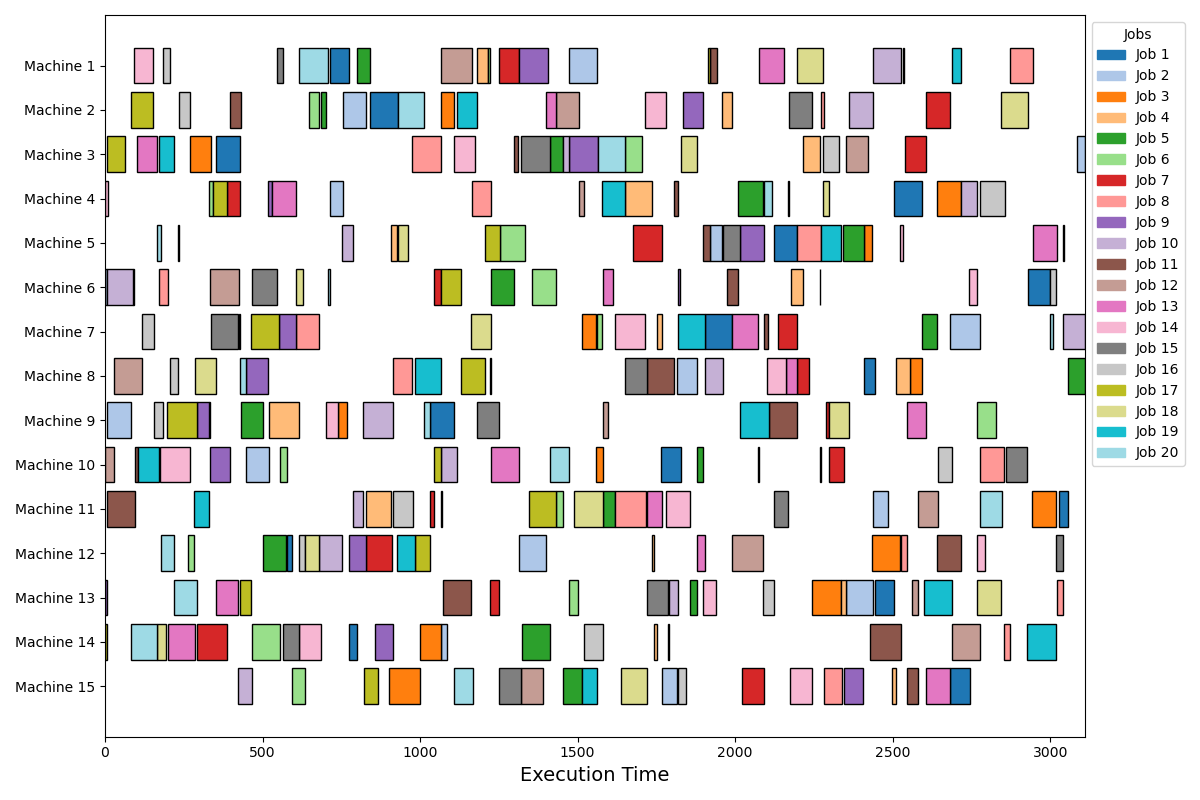 Machine 1
Machine 2
Machine 3
Machine 4
Machine 5
Machine 6
Machine 7
Machine 8
Machine 9
Machine 10
Machine 11
Machine 12
Machine 13
Machine 14
Machine 15
0
500
1000
1500
2000
2500
3000
Execution Time
Jobs
Job 1
Job 2
Job 3
Job 4
Job 5
Job 6
Job 7
Job 8
Job 9
Job 10
Job 11
Job 12
Job 13
Job 14
Job 15
Job 16
Job 17
Job 18
Job 19
Job 20